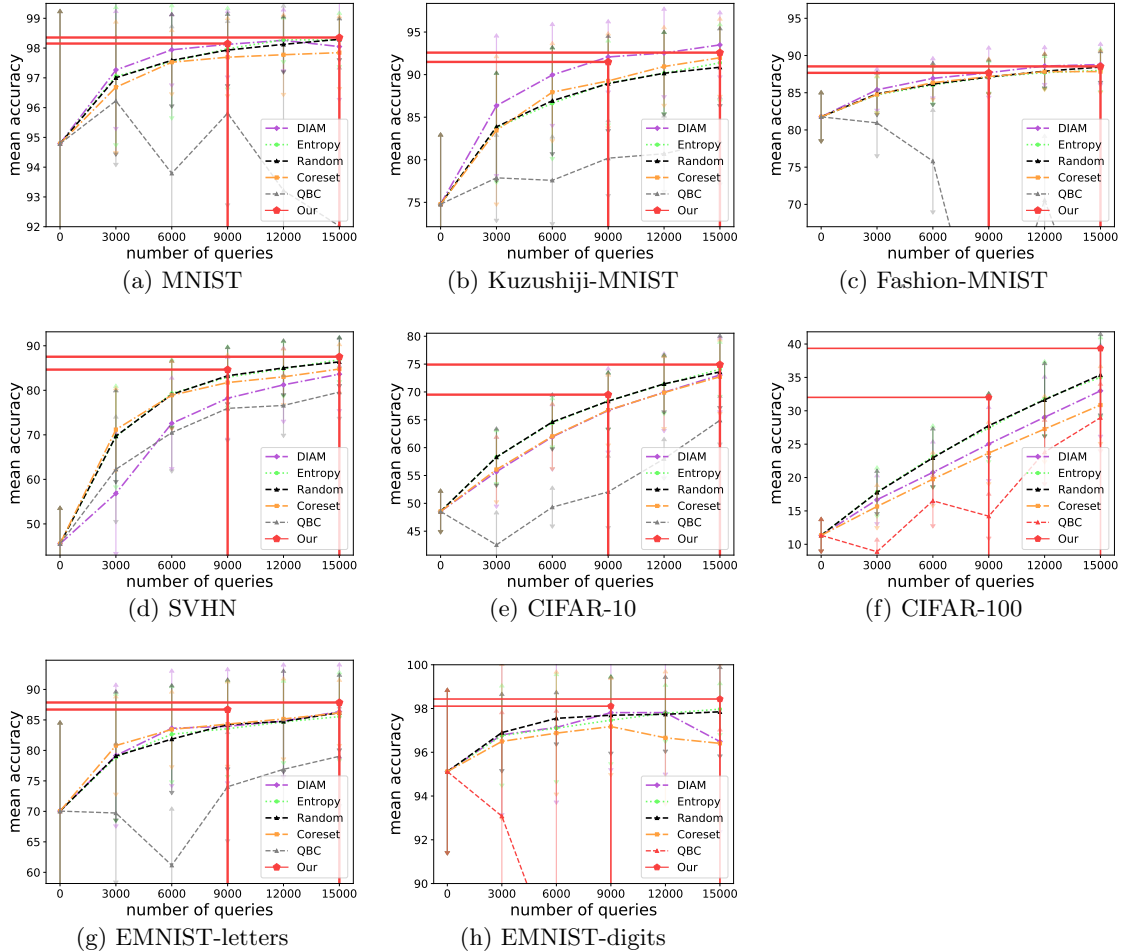 99
98
97
96
95
94
93
92
mean accuracy
DIAM
Entropy
Random
Coreset
QBC
Our
0 3000 6000 9000 12000 15000
number of queries
(a) MNIST
95
90
85
80
75
mean accuracy
DIAM
Entropy
Random
Coreset
QBC
Our
0 3000 6000 9000 12000 15000
number of queries
(b) Kuzushiji-MNIST
95
90
85
80
75
70
mean accuracy
DIAM
Entropy
Random
Coreset
QBC
Our
0 3000 6000 9000 12000 15000
number of queries
(c) Fashion-MNIST
90
80
70
60
50
mean accuracy
DIAM
Entropy
Random
Coreset
QBC
Our
0 3000 6000 9000 12000 15000
number of queries
(d) SVHN
80
75
70
65
60
55
50
45
mean accuracy
DIAM
Entropy
Random
Coreset
QBC
Our
0 3000 6000 9000 12000 15000
number of queries
(e) CIFAR-10
40
35
30
25
20
15
10
mean accuracy
DIAM
Entropy
Random
Coreset
QBC
Our
0 3000 6000 9000 12000 15000
number of queries
(f) CIFAR-100
90
85
80
75
70
65
60
mean accuracy
DIAM
Entropy
Random
Coreset
QBC
Our
0 3000 6000 9000 12000 15000
number of queries
(g) EMNIST-letters
100
98
96
94
92
90
mean accuracy
DIAM
Entropy
Random
Coreset
QBC
Our
0 3000 6000 9000 12000 15000
number of queries
(h) EMNIST-digits